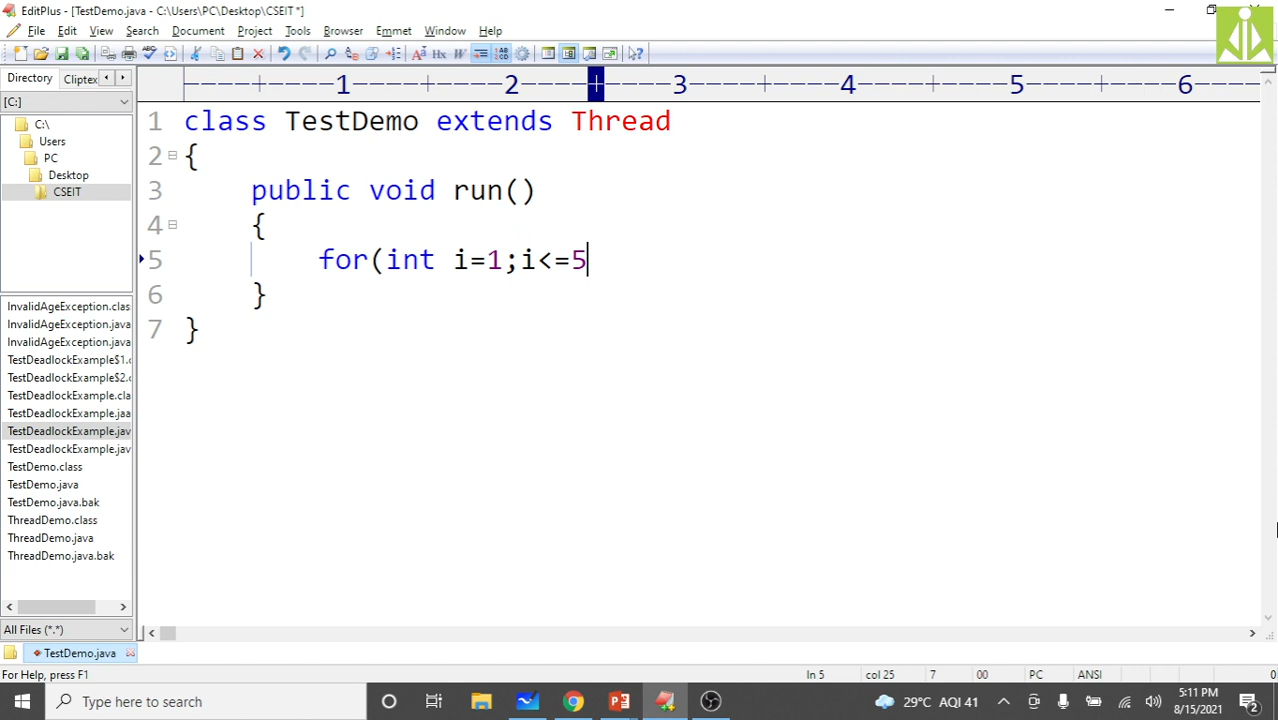 EditPlus - [TestDemo.java - C:\Users\PC\Desktop\CSEIT *]
File Edit View Search Document Project Tools Browser Emmet Window Help
Directory Cliptex
[C:]
C:\
Users
PC
Desktop
CSEIT
----+----1----+----2----+----3----+----4----+----5----+----6----
1 class TestDemo extends Thread
2 {
3 public void run()
4 {
5 for(int i=1;i<=5
6 }
7 }
InvalidAgeException.clas
InvalidAgeException.java
InvalidAgeException.java
TestDeadlockExample$1.c
TestDeadlockExample$2.c
TestDeadlockExample.cla
TestDeadlockExample.jaa
TestDeadlockExample.jav
TestDeadlockExample.jav
TestDemo.class
TestDemo.java
TestDemo.java.bak
ThreadDemo.class
ThreadDemo.java
ThreadDemo.java.bak
All Files (*.*)
TestDemo.java
For Help, press F1 ln 5 col 25 7 00 PC ANSI 0
Type here to search 29°C AQI 41 5:11 PM
8/15/2021 2